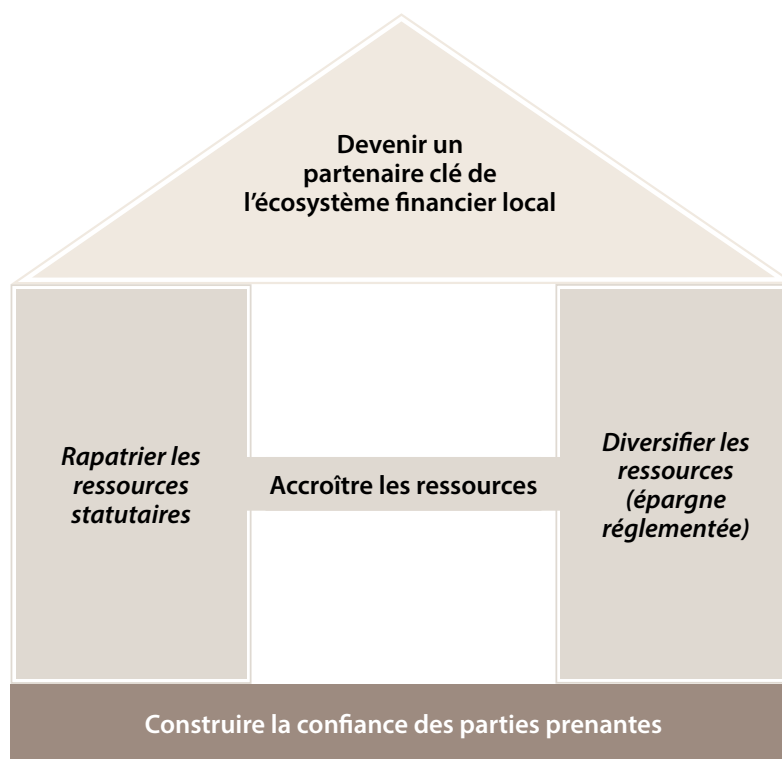 Devenir un
partenaire clé de
l’écosystème financier local
Rapatrier les
ressources
statutaires
Accroître les ressources
Diversifier les
ressources
(épargne
réglementée)
Construire la confiance des parties prenantes